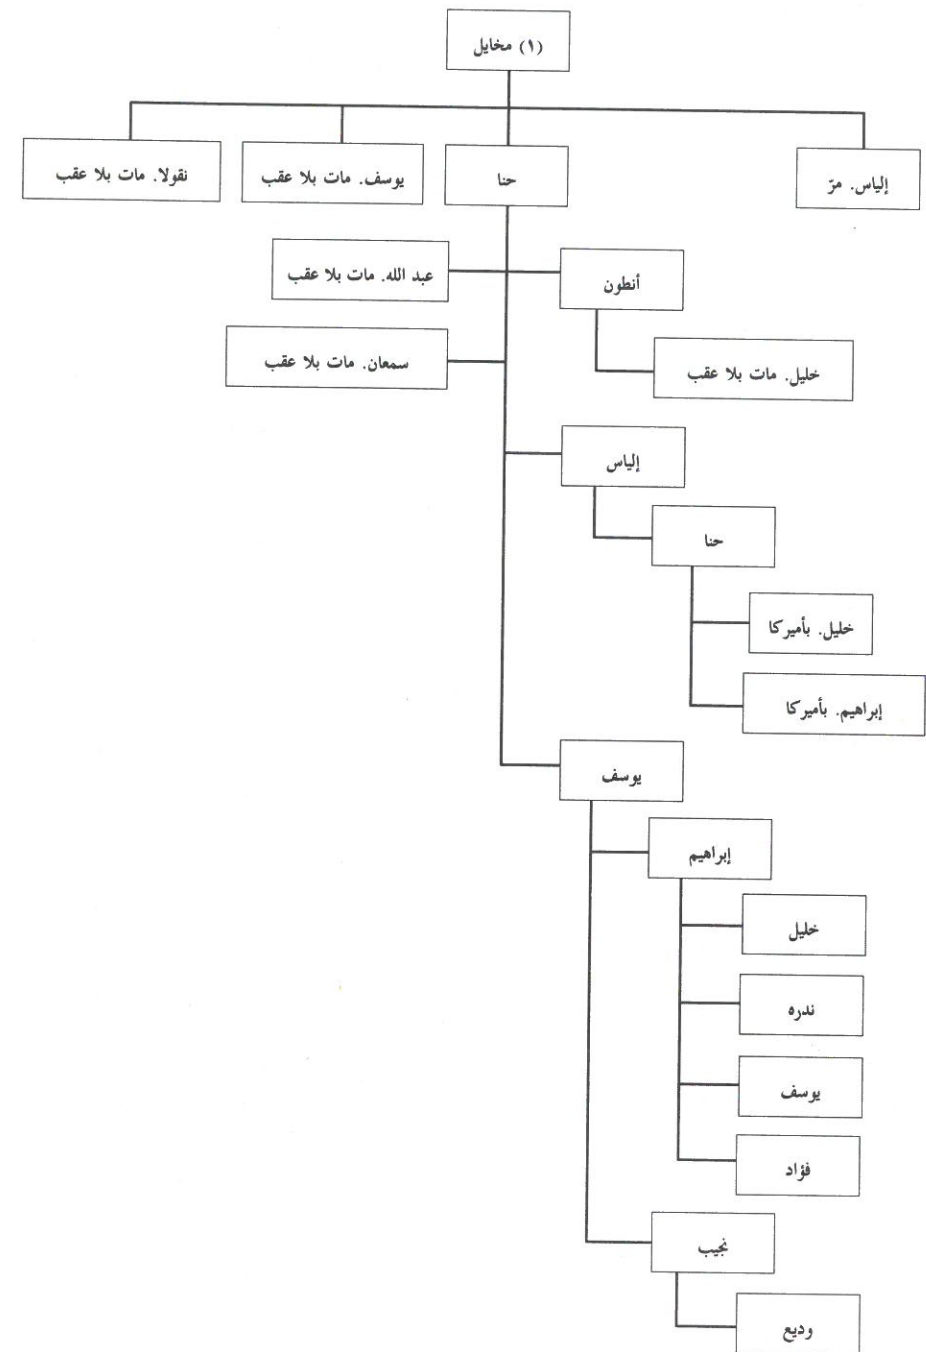 (١) مخايل
إلياس. مرّ
حنا
يوسف. مات بلا عقب
نقولا. مات بلا عقب
أنطون
عبد الله. مات بلا عقب
خليل. مات بلا عقب
سمعان. مات بلا عقب
إلياس
حنا
خليل. بأميركا
إبراهيم. بأميركا
يوسف
إبراهيم
خليل
ندره
يوسف
فؤاد
نجيب
وديع